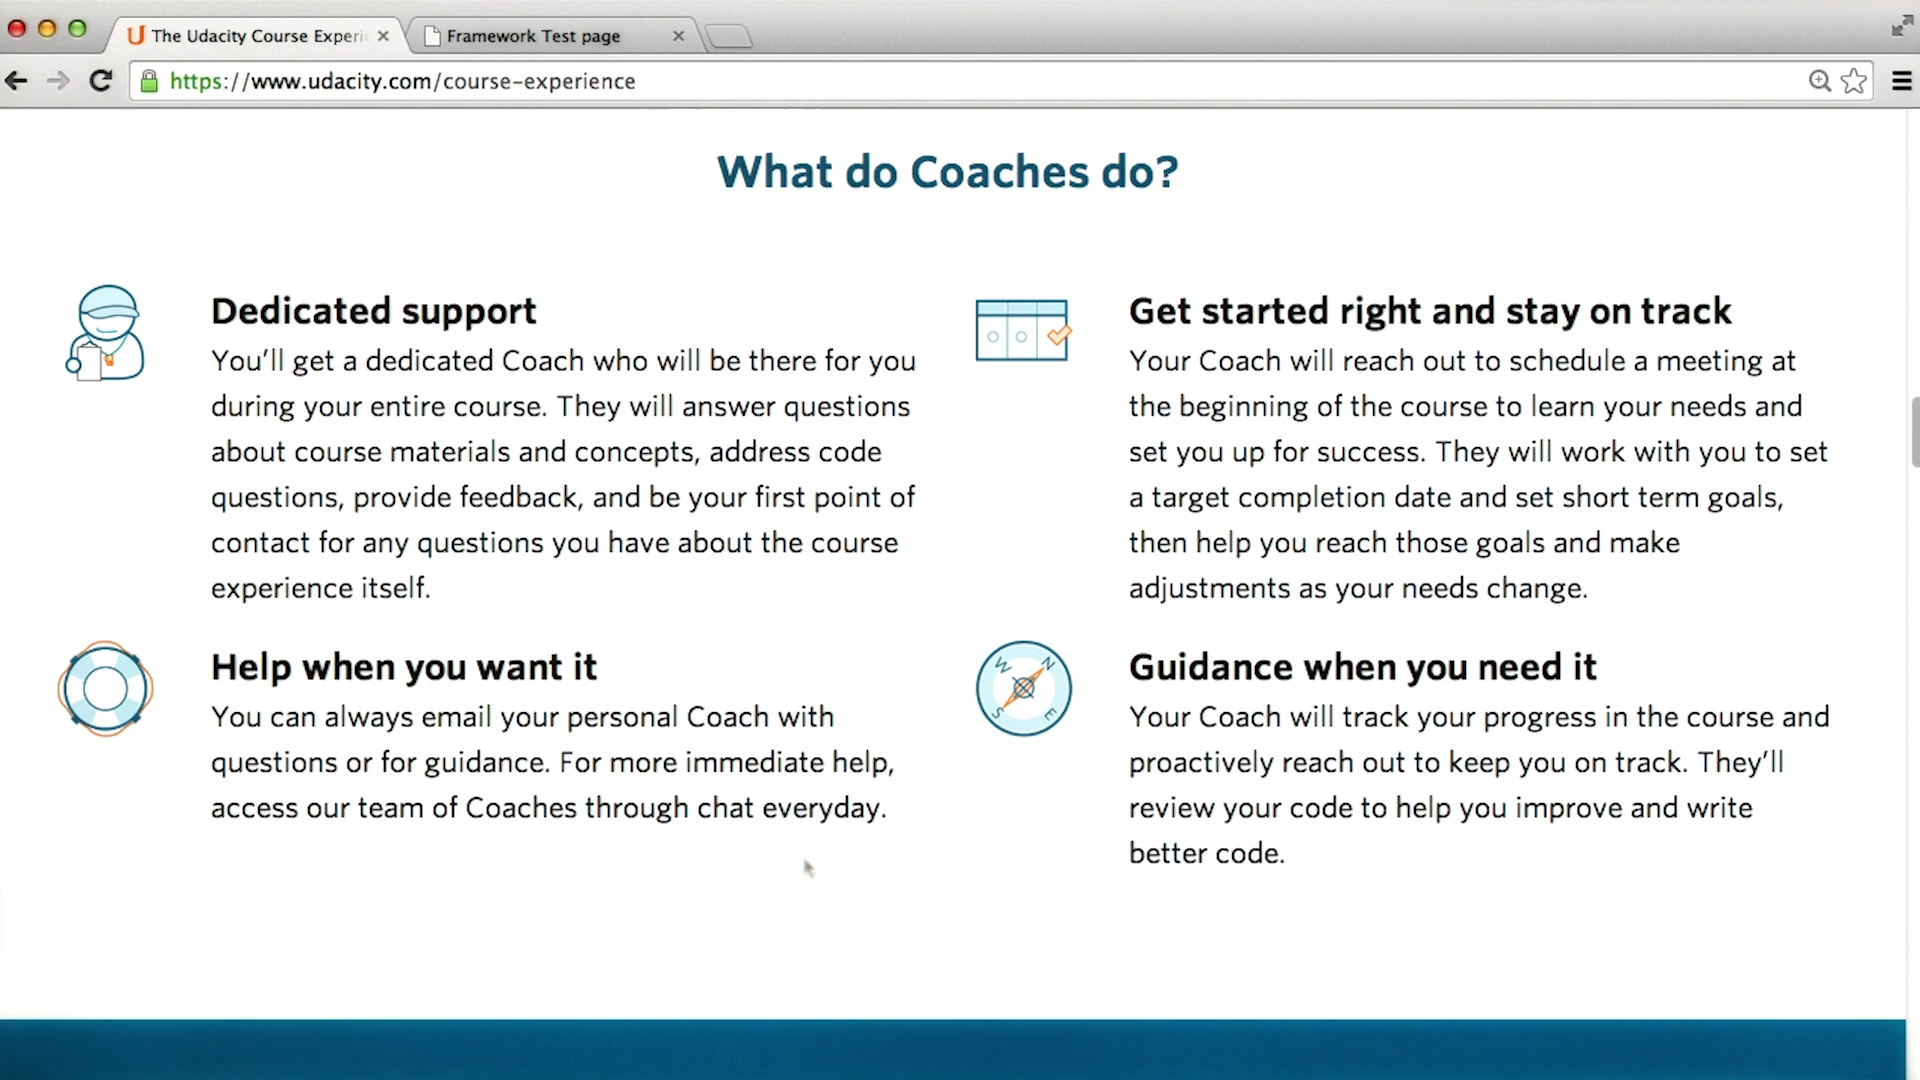 The Udacity Course Experi
Framework Test page
https://www.udacity.com/course-experience
What do Coaches do?
Dedicated support
You’ll get a dedicated Coach who will be there for you
during your entire course. They will answer questions
about course materials and concepts, address code
questions, provide feedback, and be your first point of
contact for any questions you have about the course
experience itself.
Get started right and stay on track
Your Coach will reach out to schedule a meeting at
the beginning of the course to learn your needs and
set you up for success. They will work with you to set
a target completion date and set short term goals,
then help you reach those goals and make
adjustments as your needs change.
Help when you want it
You can always email your personal Coach with
questions or for guidance. For more immediate help,
access our team of Coaches through chat everyday.
W N
S E
Guidance when you need it
Your Coach will track your progress in the course and
proactively reach out to keep you on track. They’ll
review your code to help you improve and write
better code.